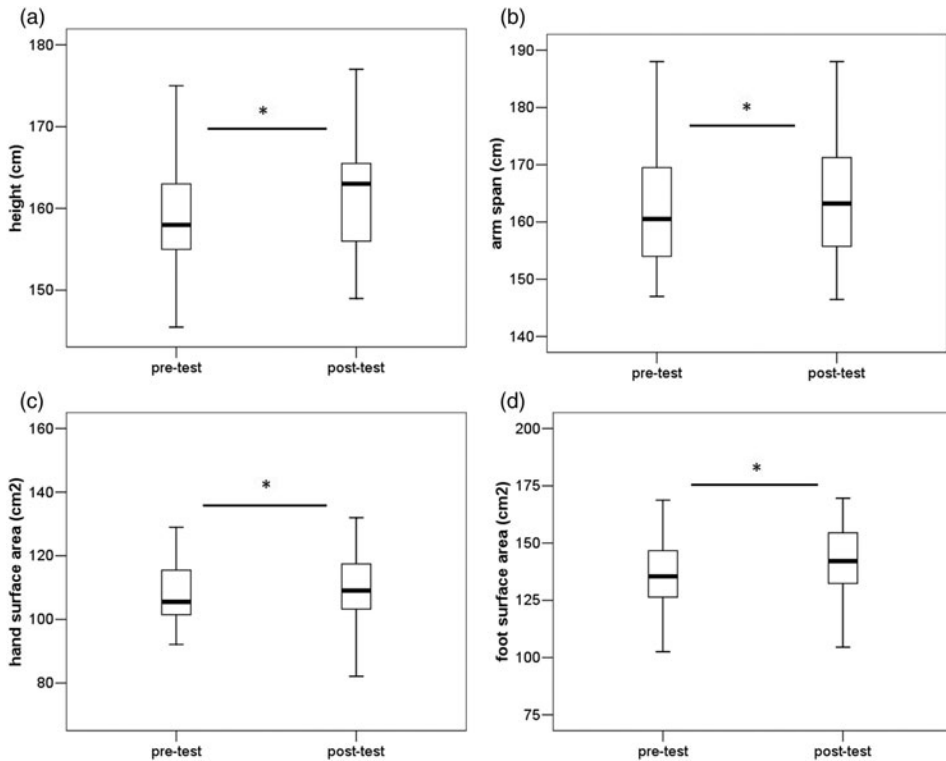 (a)
height (cm)
180
170
160
150
*
pre-test
post-test
(b)
arm span (cm)
190
180
170
160
150
140
*
pre-test
post-test
(c)
hand surface area (cm2)
160
140
120
100
80
*
pre-test
post-test
(d)
foot surface area (cm2)
200
175
150
125
100
75
*
pre-test
post-test